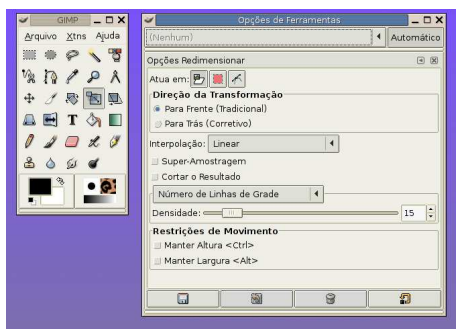 GIMP
Arquivo Xtns Ajuda
T
Opções de Ferramentas
(Nenhum) Automático
Opções Redimensionar
Atua em:
Direção da Transformação
Para Frente (Tradicional)
Para Trás (Corretivo)
Interpolação: Linear
Super-Amostragem
Cortar o Resultado
Número de Linhas de Grade
Densidade: 15
Restrições de Movimento
Manter Altura <Ctrl>
Manter Largura <Alt>